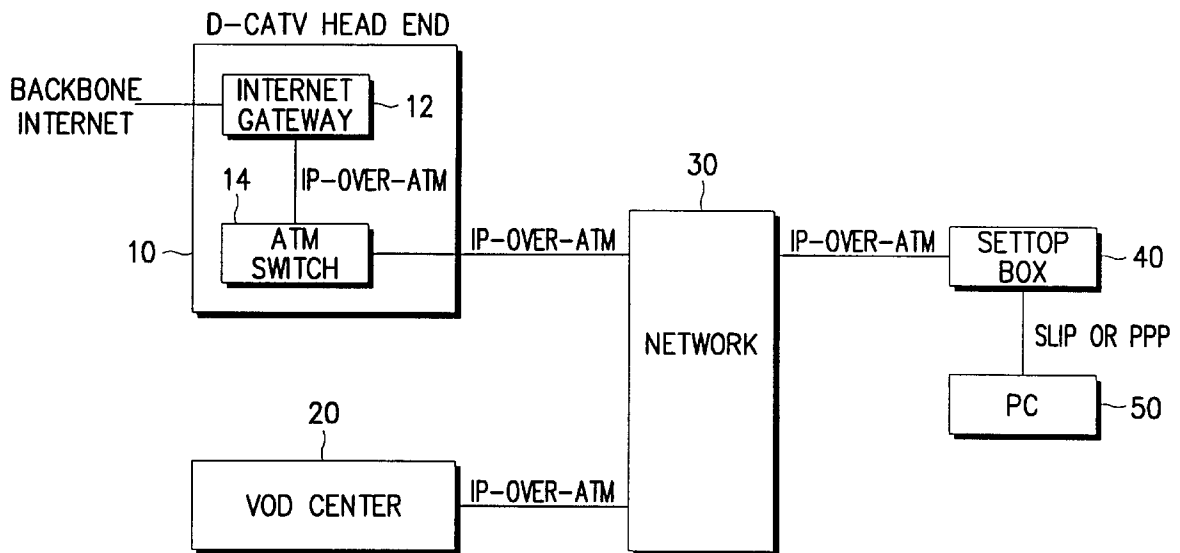 D-CATV HEAD END
BACKBONE
INTERNET
INTERNET
GATEWAY
12
IP-OVER-ATM
14
ATM
SWITCH
10
IP-OVER-ATM
30
NETWORK
IP-OVER-ATM
SETTOP
BOX
40
SLIP OR PPP
PC
50
20
VOD CENTER
IP-OVER-ATM